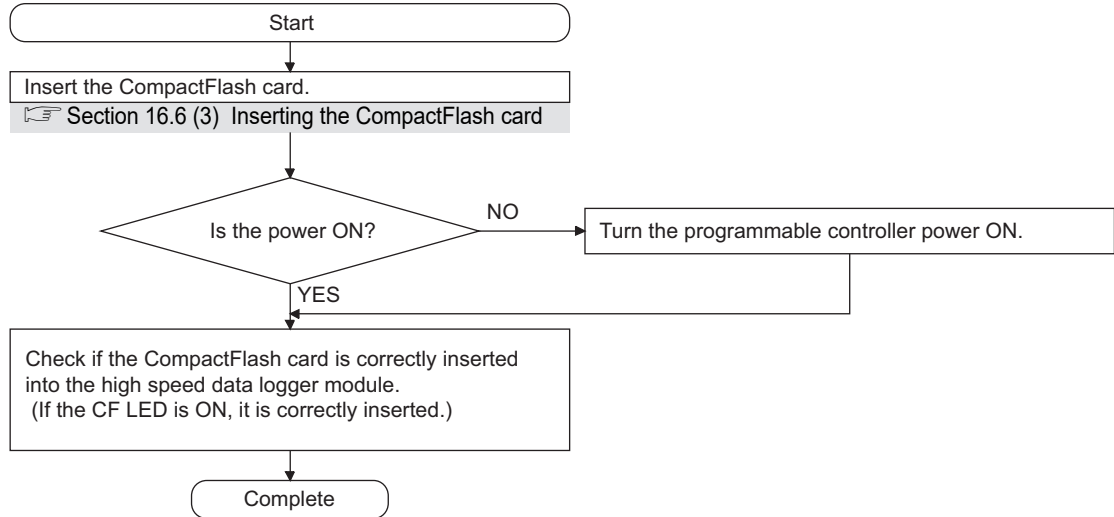 Start
Insert the CompactFlash card.
☞ Section 16.6 (3) Inserting the CompactFlash card
Is the power ON?
NO
Turn the programmable controller power ON.
YES
Check if the CompactFlash card is correctly inserted
into the high speed data logger module.
(If the CF LED is ON, it is correctly inserted.)
Complete